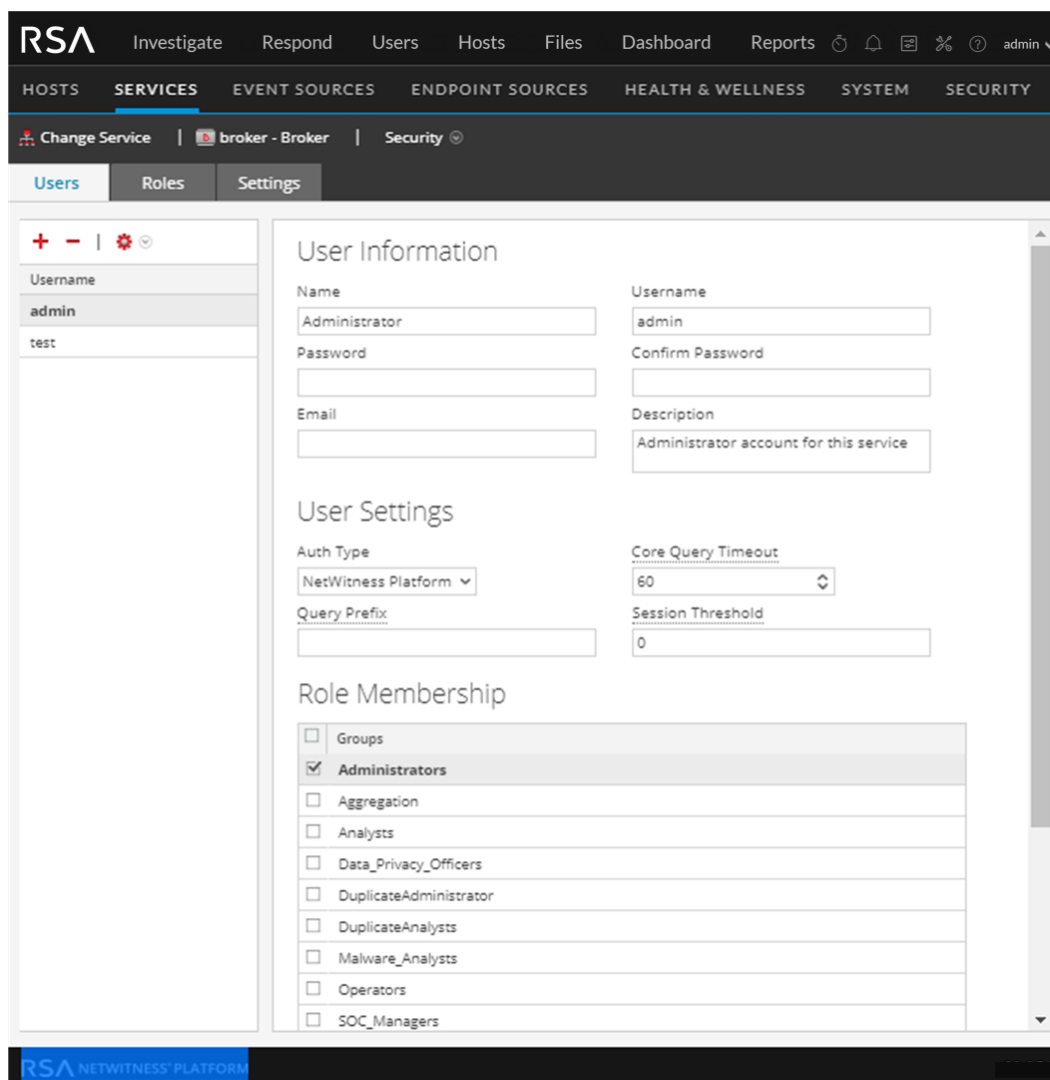 RSA Investigate Respond Users Hosts Files Dashboard Reports admin
HOSTS SERVICES EVENT SOURCES ENDPOINT SOURCES HEALTH & WELLNESS SYSTEM SECURITY
Change Service | broker - Broker | Security
Users Roles Settings
Username
admin
test
User Information
Name Username
Administrator admin
Password Confirm Password
Email Description
Administrator account for this service
User Settings
Auth Type Core Query Timeout
NetWitness Platform 60
Query Prefix Session Threshold
0
Role Membership
Groups
Administrators
Aggregation
Analysts
Data_Privacy_Officers
DuplicateAdministrator
DuplicateAnalysts
Malware_Analysts
Operators
SOC_Managers
RSA NETWITNESS® PLATFORM